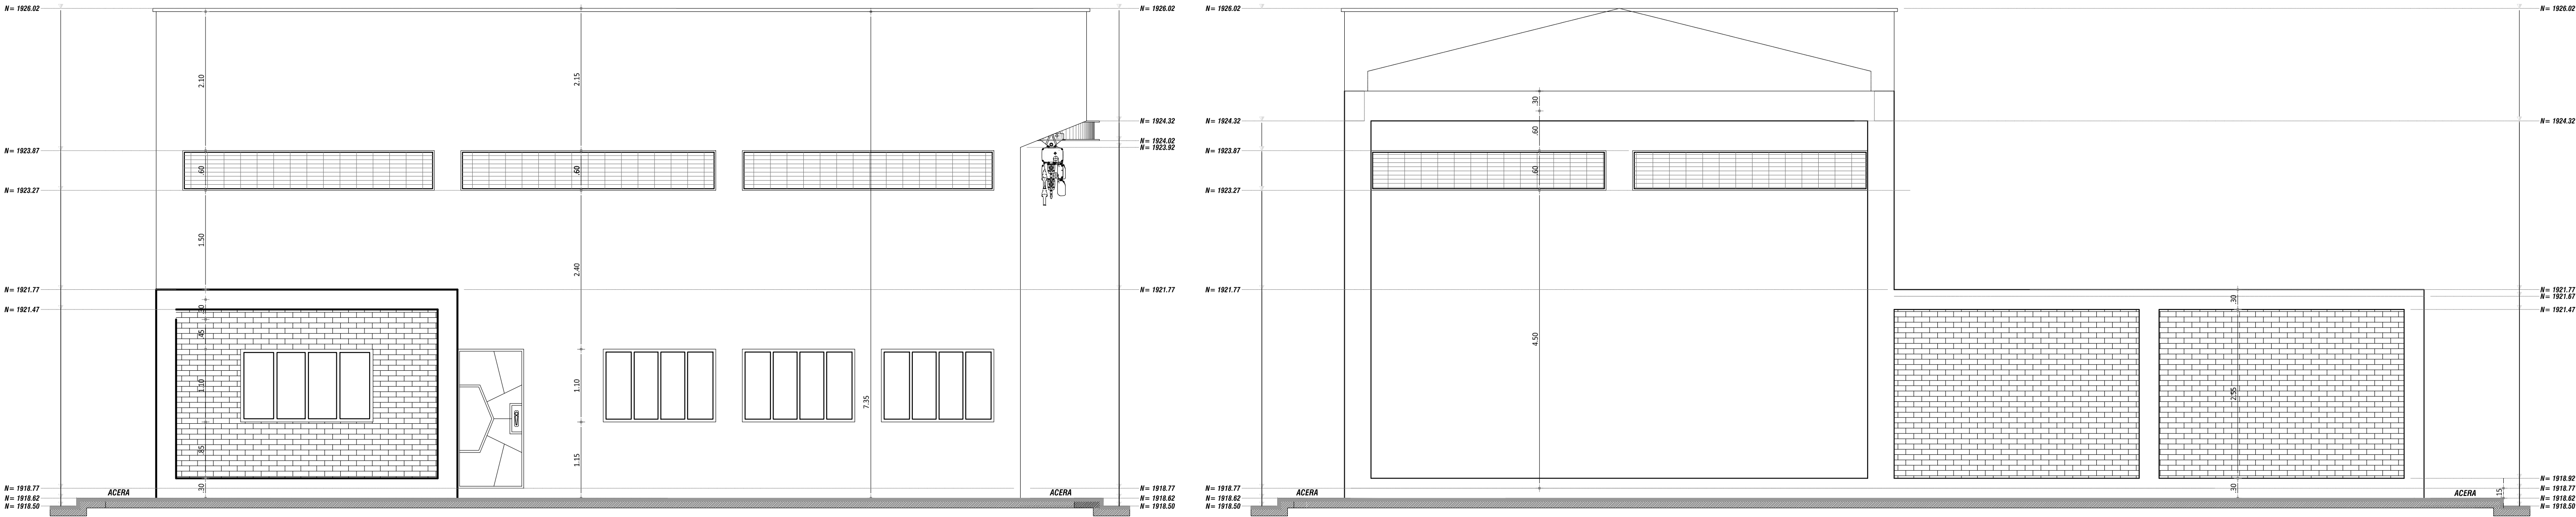 N= 1926.02
N= 1926.02
N= 1926.02
N= 1926.02
2.10
2.15
.30
N= 1924.32
N= 1924.32
N= 1924.32
.60
N= 1924.02
N= 1923.92
N= 1923.87
N= 1923.87
.60
.60
.60
N= 1923.27
N= 1923.27
1.50
2.40
N= 1921.77
N= 1921.77
N= 1921.77
N= 1921.77
.30
N= 1921.67
N= 1921.47
.30
N= 1921.47
.45
4.50
1.10
1.10
7.35
2.55
.85
1.15
N= 1918.92
N= 1918.77
.30
N= 1918.77
N= 1918.77
.30
N= 1918.77
ACERA
ACERA
ACERA
ACERA
.15
N= 1918.62
N= 1918.62
N= 1918.62
N= 1918.62
N= 1918.50
N= 1918.50
N= 1918.50
N= 1918.50